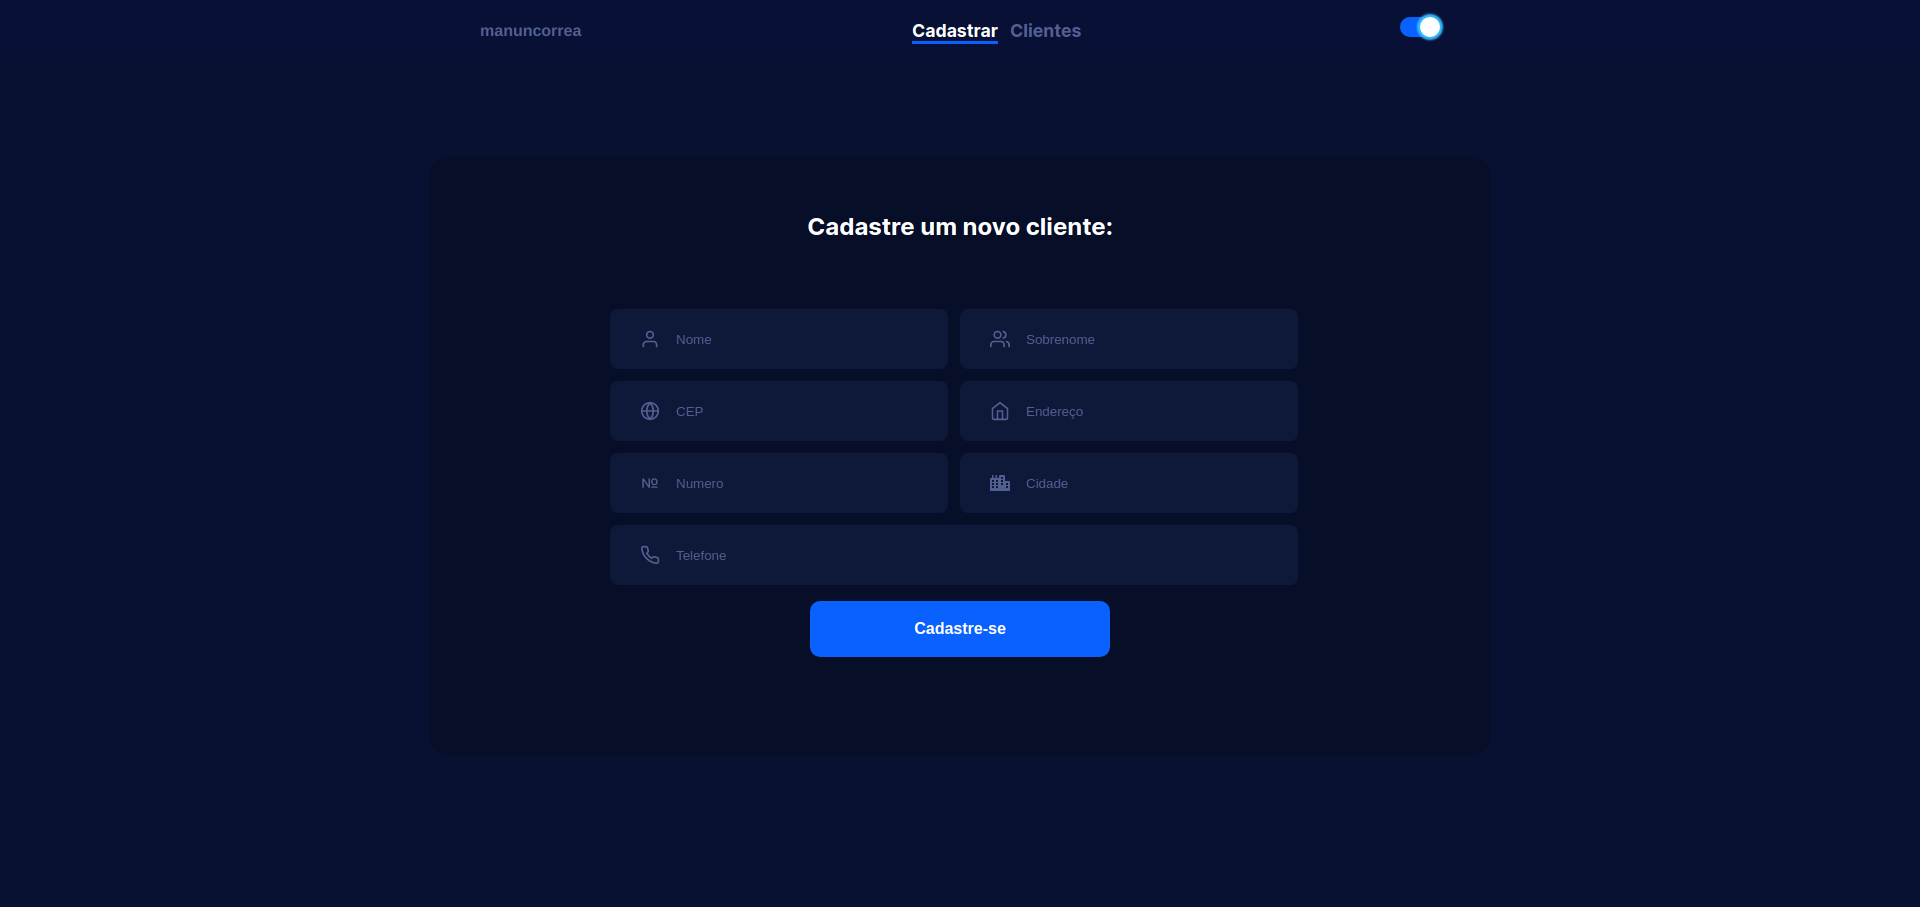 manuncorrea
Cadastrar Clientes
Cadastre um novo cliente:
Nome
Sobrenome
CEP
Endereço
Nº Numero
Cidade
Telefone
Cadastre-se